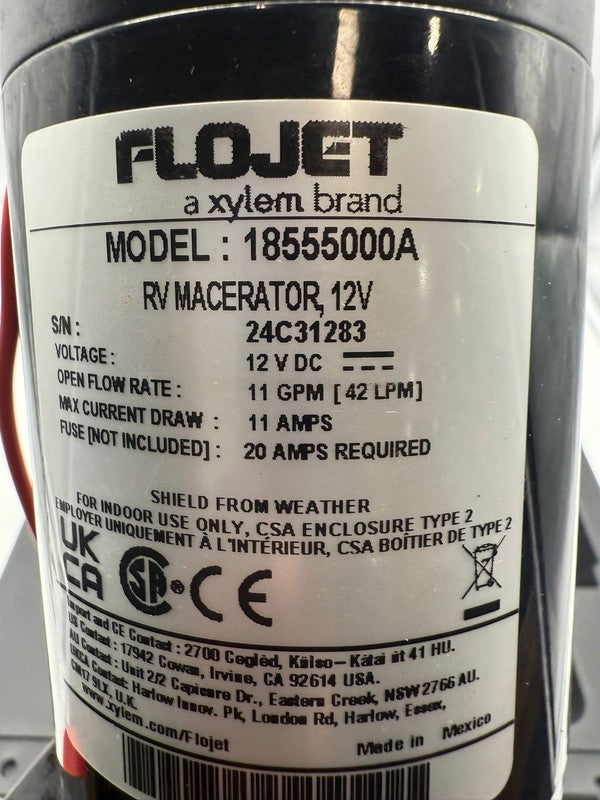 FLOJET
a xylem brand
MODEL : 18555000A
RV MACERATOR, 12V
S/N : 24C31283
VOLTAGE : 12 V DC
OPEN FLOW RATE : 11 GPM [ 42 LPM]
MAX CURRENT DRAW : 11 AMPS
FUSE [NOT INCLUDED] : 20 AMPS REQUIRED
SHIELD FROM WEATHER
FOR INDOOR USE ONLY, CSA ENCLOSURE TYPE 2
EMPLOYER UNIQUEMENT À L'INTÉRIEUR, CSA BOÎTIER DE TYPE 2
UK
CA
SA ® CE
Import and CE Contact : 2700 Cegléd, Külso-Kátai út 41 HU.
US Contact : 17942 Cowan, Irvine, CA 92614 USA.
AU Contact : Unit 2/2 Capicure Dr., Eastern Creek, NSW 2766 AU.
UKCA Contact: Harlow Innov. Pk, London Rd, Harlow, Essex,
CM17 9LX, U.K.
www.xylem.com/Flojet
Made in Mexico